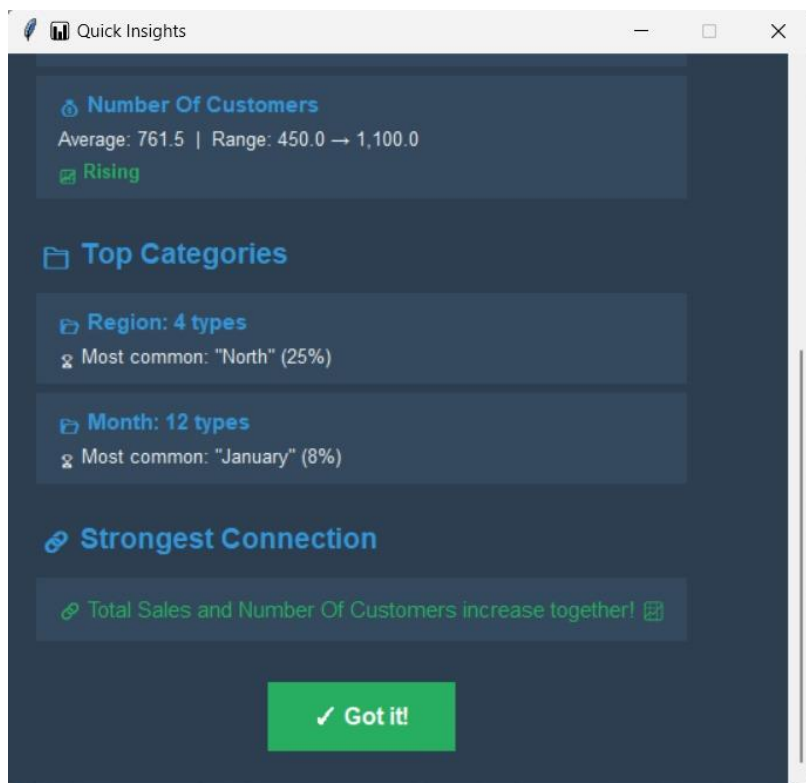 Quick Insights
Number Of Customers
Average: 761.5 | Range: 450.0 → 1,100.0
Rising
Top Categories
Region: 4 types
Most common: "North" (25%)
Month: 12 types
Most common: "January" (8%)
Strongest Connection
Total Sales and Number Of Customers increase together!
✓ Got it!